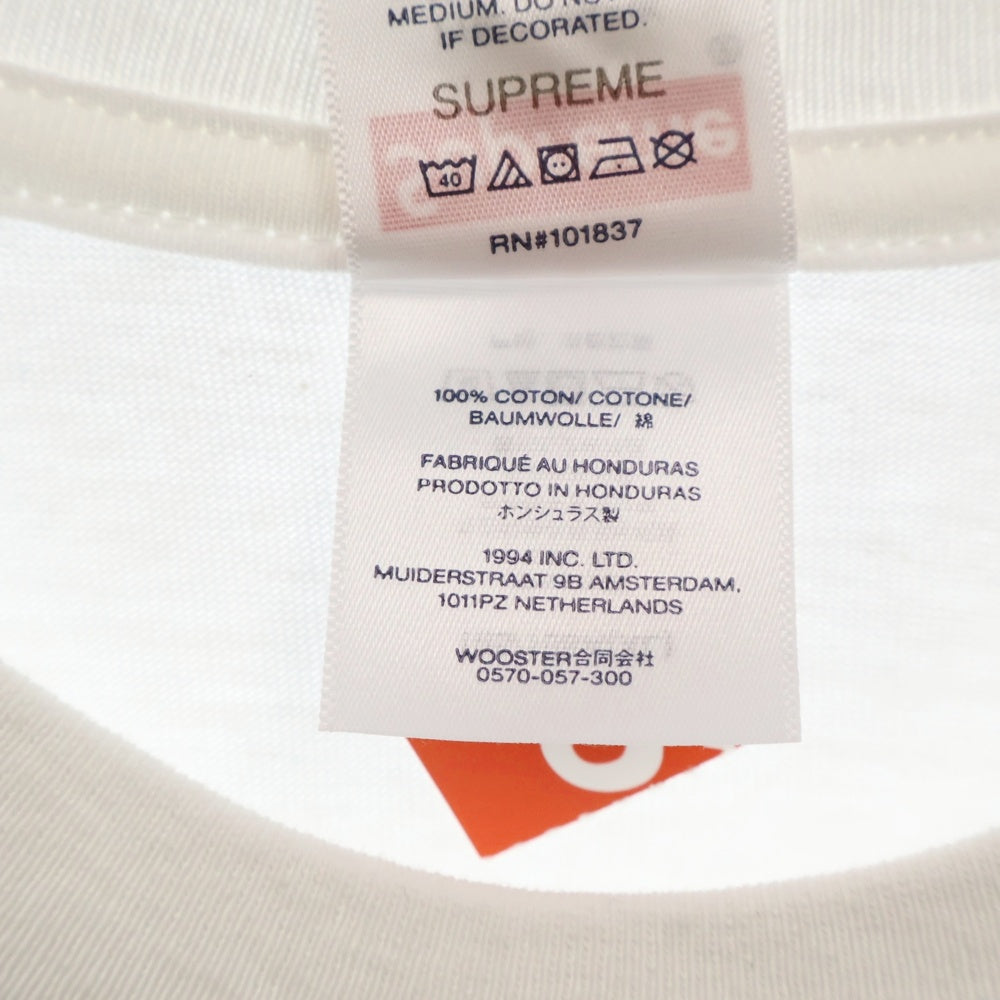 MEDIUM. DO
IF DECORATED.
SUPREME
40
RN#101837
100% COTON/ COTONE/
BAUMWOLLE/ 綿
FABRIQUÉ AU HONDURAS
PRODOTTO IN HONDURAS
ホンシュラス製
1994 INC. LTD.
MUIDERSTRAAT 9B AMSTERDAM,
1011PZ NETHERLANDS
WOOSTER合同会社
0570-057-300